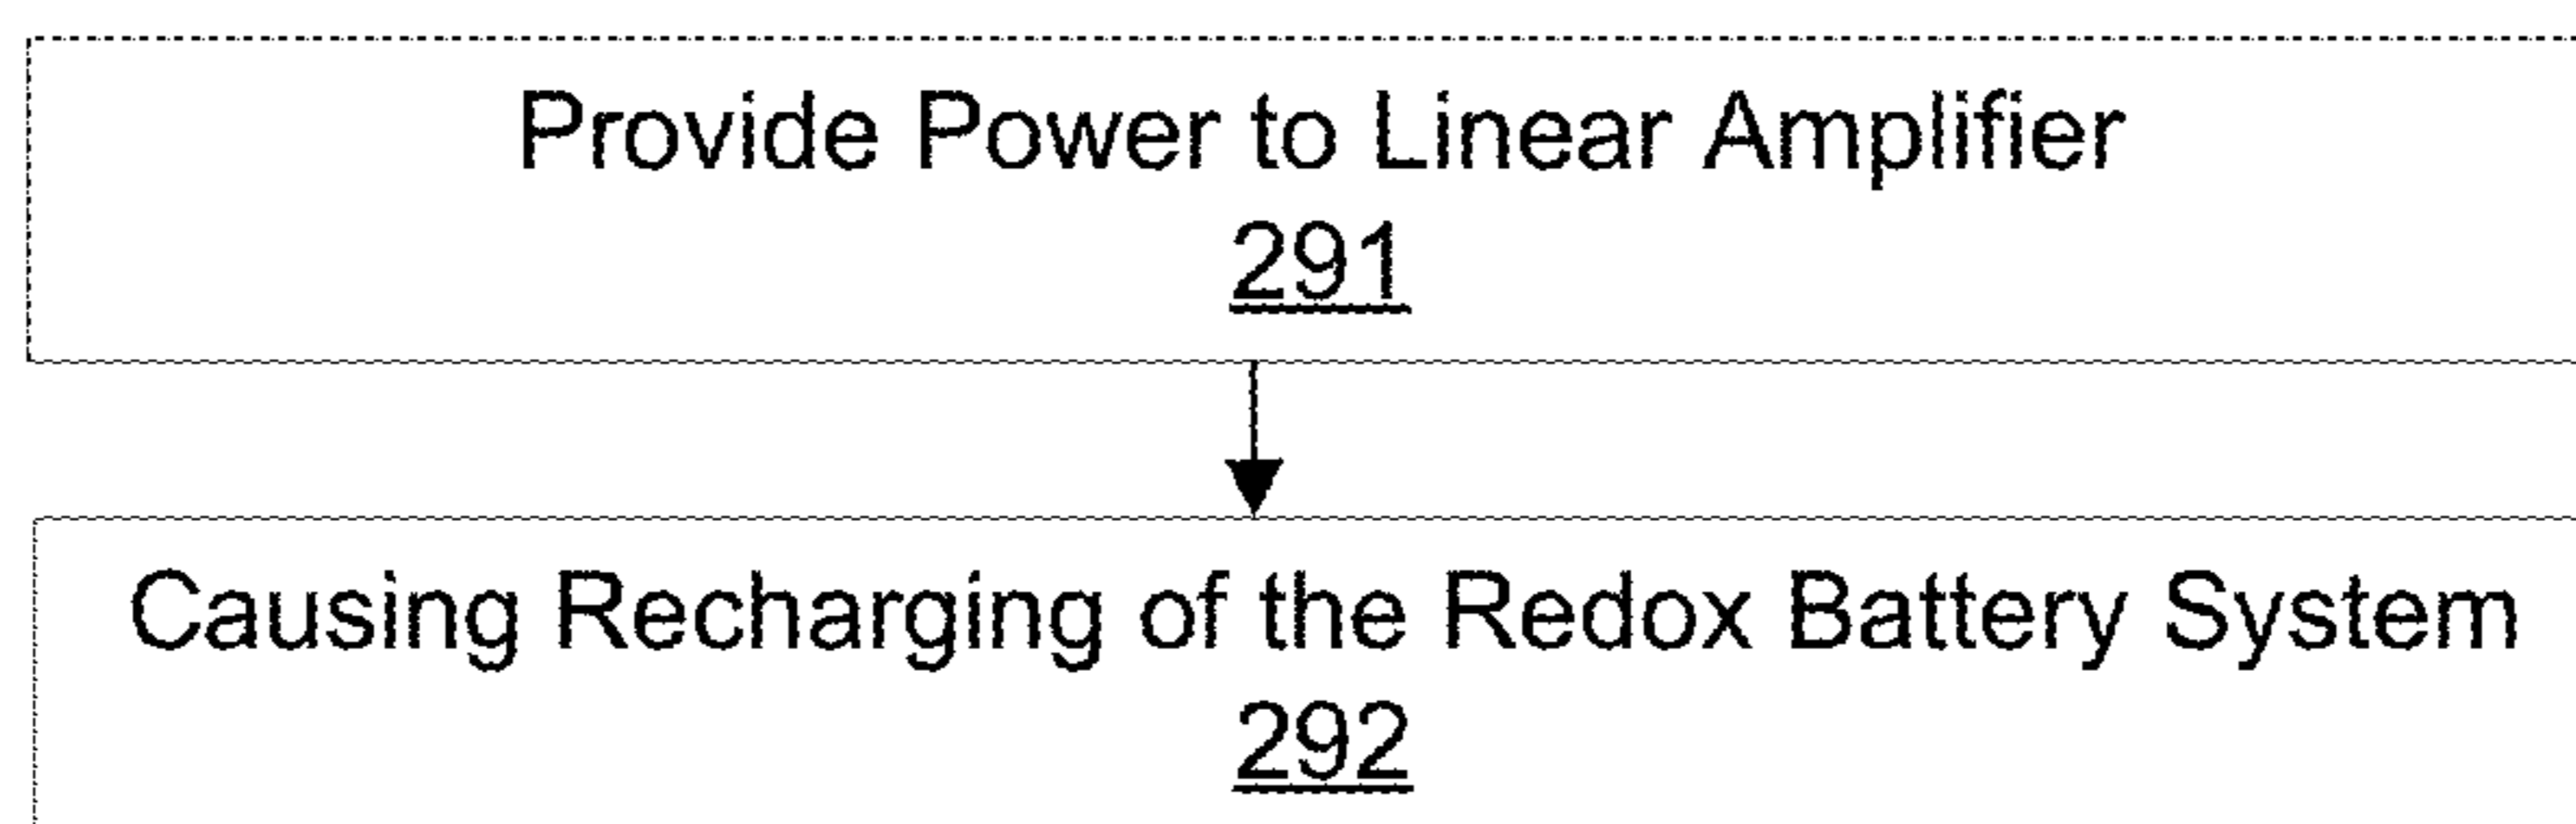 Provide Power to Linear Amplifier
291
Causing Recharging of the Redox Battery System
292